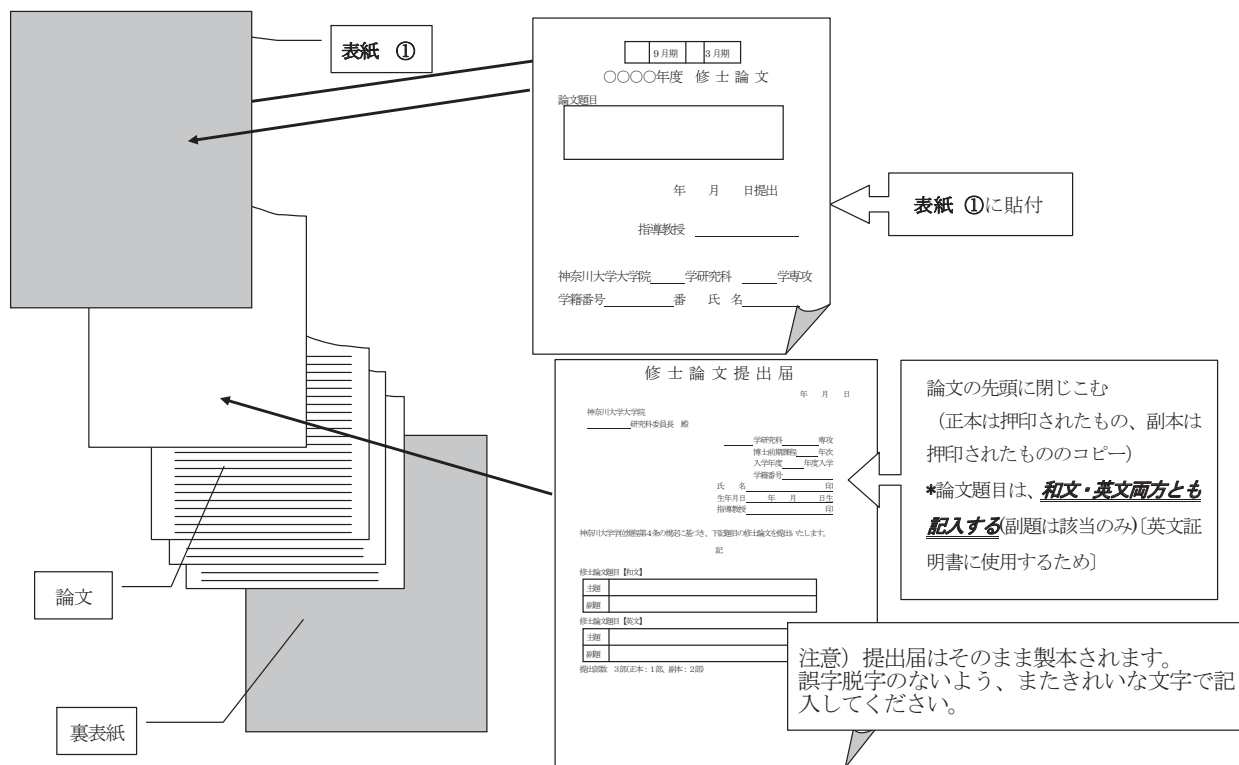 表紙 ①
9月期 3月期
〇〇〇〇年度 修士論文
論文題目
年 月 日提出
指導教授
神奈川大学大学院 学研究科 学専攻
学籍番号 番 氏 名
表紙 ①に貼付
修士論文提出届
年 月 日
神奈川大学大学院
研究科委員長 殿
学研究科 専攻
博士前期課程 年次
入学年度 年度入学
学籍番号
氏 名 印
生年月日 年 月 日生
指導教授 印
神奈川大学学位規程第4条の規定に基づき、下記題目の修士論文を提出いたします。
記
修士論文題目【和文】
主題
副題
修士論文題目【英文】
主題
副題
提出部数 3部(正本：1部、副本：2部)
論文の先頭に閉じこむ
（正本は押印されたもの、副本は
押印されたもののコピー）
*論文題目は、和文・英文両方とも
記入する(副題は該当のみ)〔英文証
明書に使用するため〕
注意）提出届はそのまま製本されます。
誤字脱字のないよう、またきれいな文字で記
入してください。
論文
裏表紙